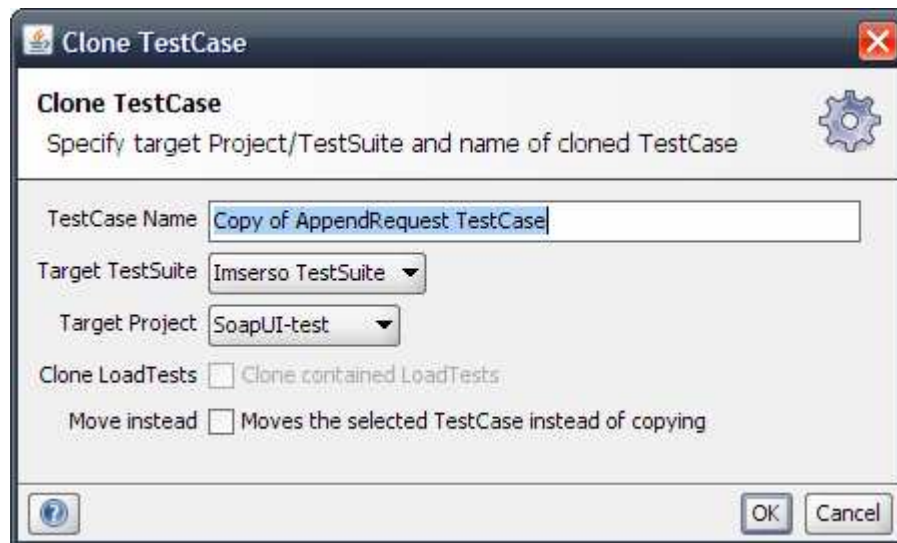 Clone TestCase
Clone TestCase
Specify target Project/TestSuite and name of cloned TestCase
TestCase Name Copy of AppendRequest TestCase
Target TestSuite Imserso TestSuite
Target Project SoapUI-test
Clone LoadTests Clone contained LoadTests
Move instead Moves the selected TestCase instead of copying
? OK Cancel